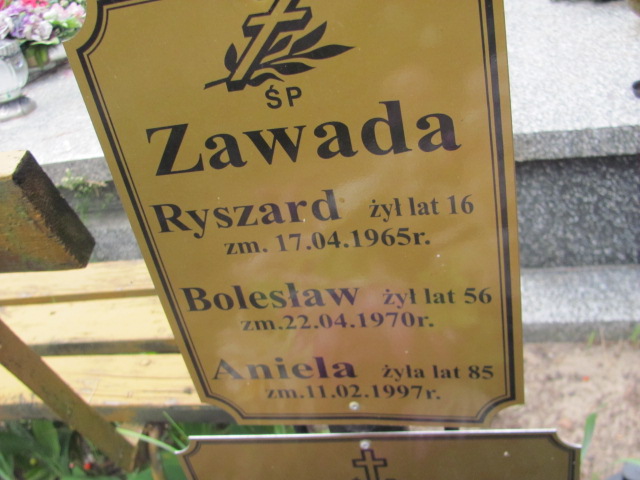 ŚP
Zawada
Ryszard żył lat 16
zm. 17.04.1965r.
Bolesław żył lat 56
zm.22.04.1970r.
Aniela żyla lat 85
zm.11.02.1997r.